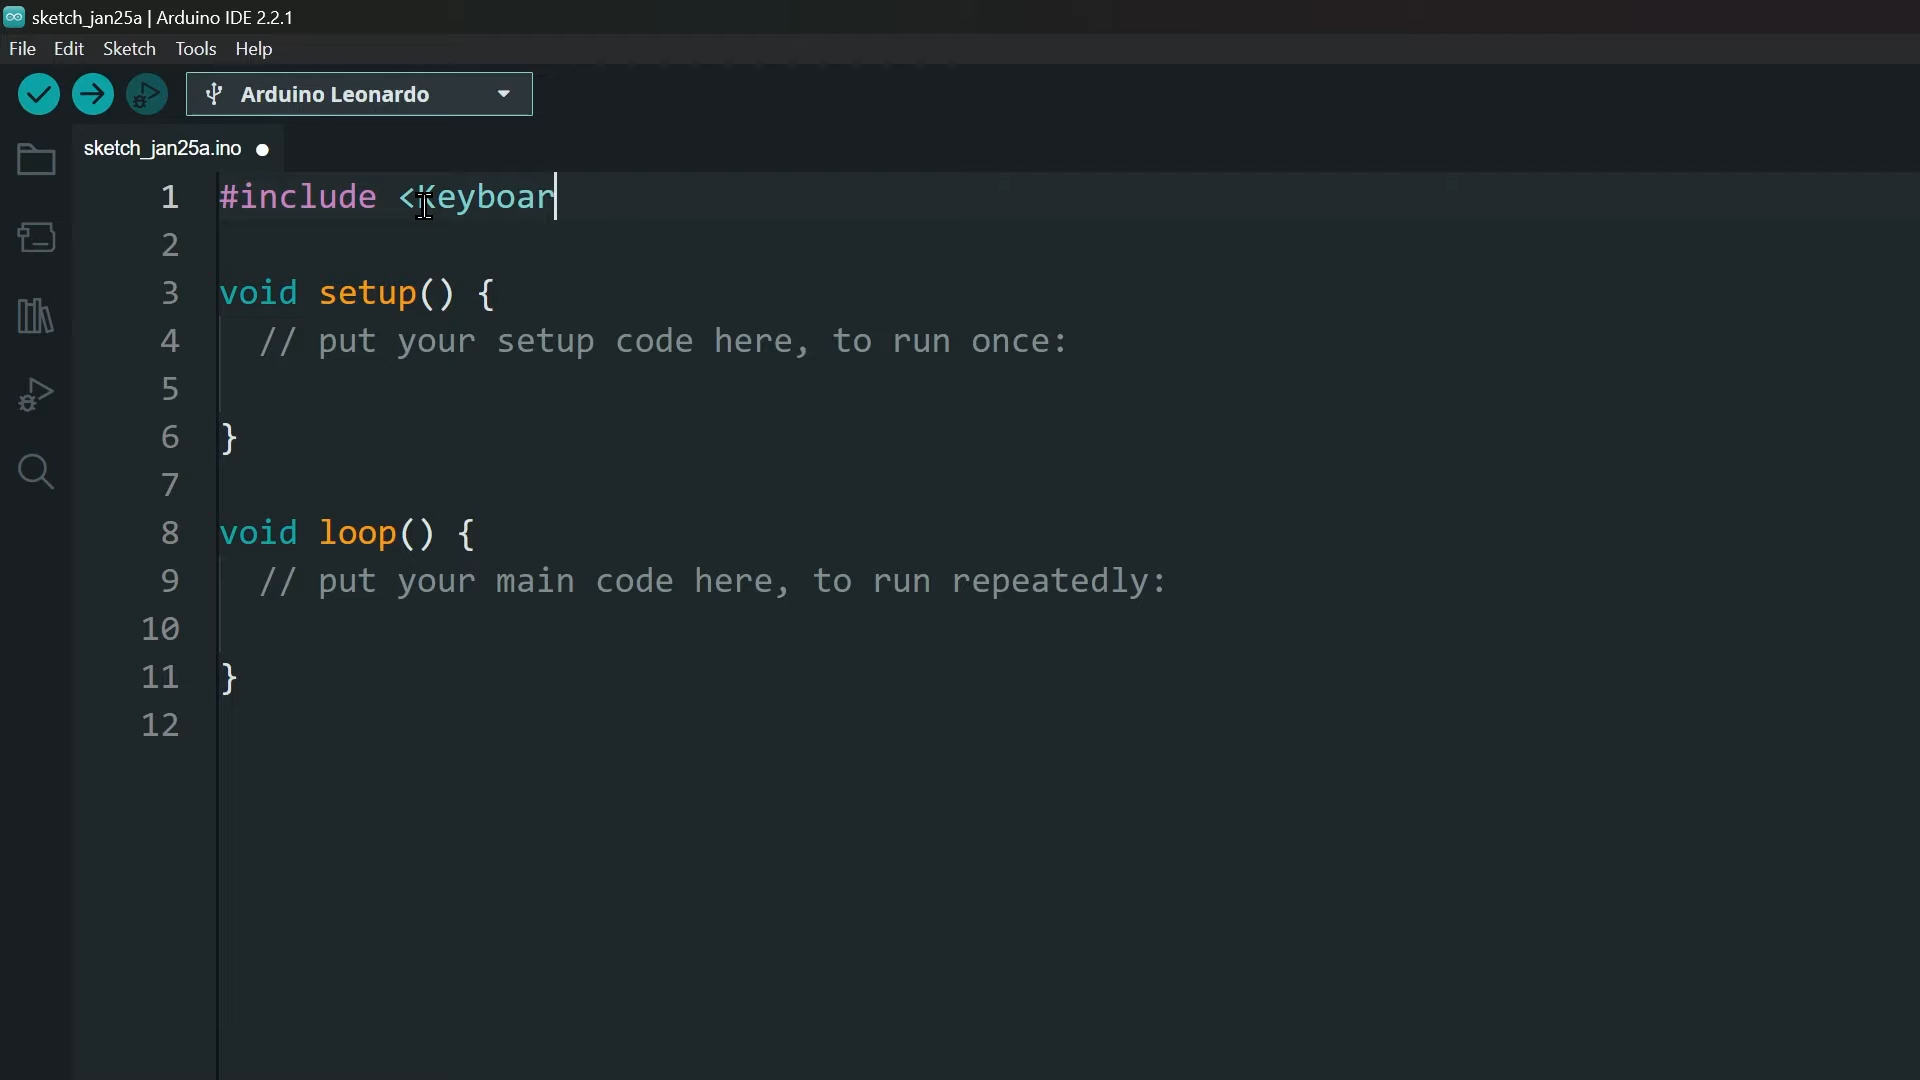 sketch_jan25a | Arduino IDE 2.2.1
File Edit Sketch Tools Help
Arduino Leonardo
sketch_jan25a.ino
1 #include <Keyboar
2
3 void setup() {
4 // put your setup code here, to run once:
5
6 }
7
8 void loop() {
9 // put your main code here, to run repeatedly:
10
11 }
12